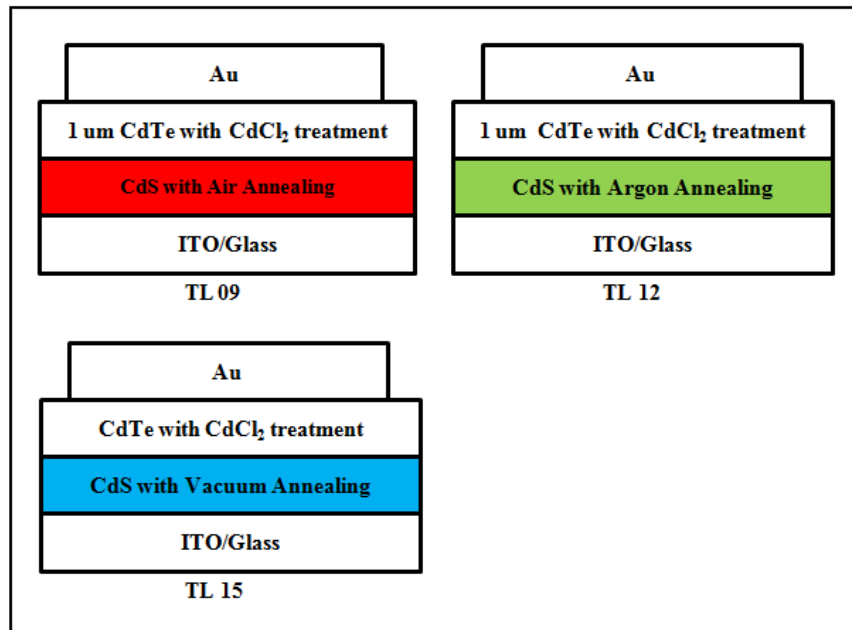 Au
1 um CdTe with CdCl₂ treatment
CdS with Air Annealing
ITO/Glass
TL 09
Au
1 um CdTe with CdCl₂ treatment
CdS with Argon Annealing
ITO/Glass
TL 12
Au
CdTe with CdCl₂ treatment
CdS with Vacuum Annealing
ITO/Glass
TL 15